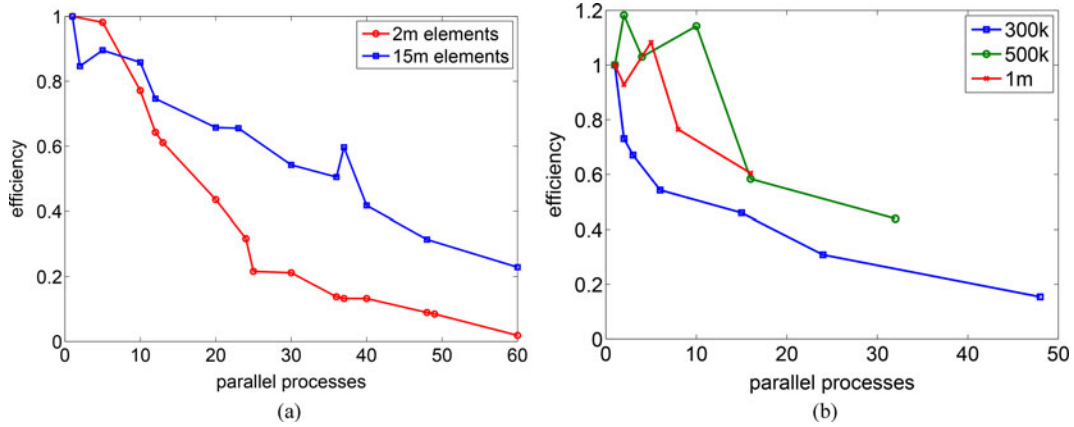 1
0.8
0.6
0.4
0.2
0
efficiency
0 10 20 30 40 50 60
parallel processes
2m elements
15m elements
(a)
1.2
1
0.8
0.6
0.4
0.2
0
efficiency
0 10 20 30 40 50
parallel processes
300k
500k
1m
(b)